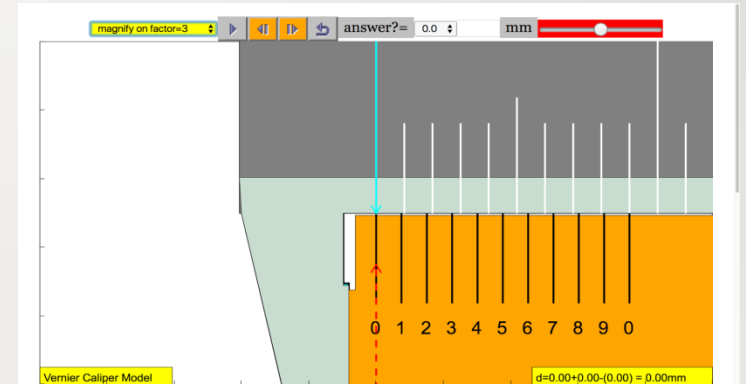 magnify on factor=3 answer?= 0.0 mm
0 1 2 3 4 5 6 7 8 9 0
Vernier Caliper Model d=0.00+0.00-(0.00) = 0.00mm